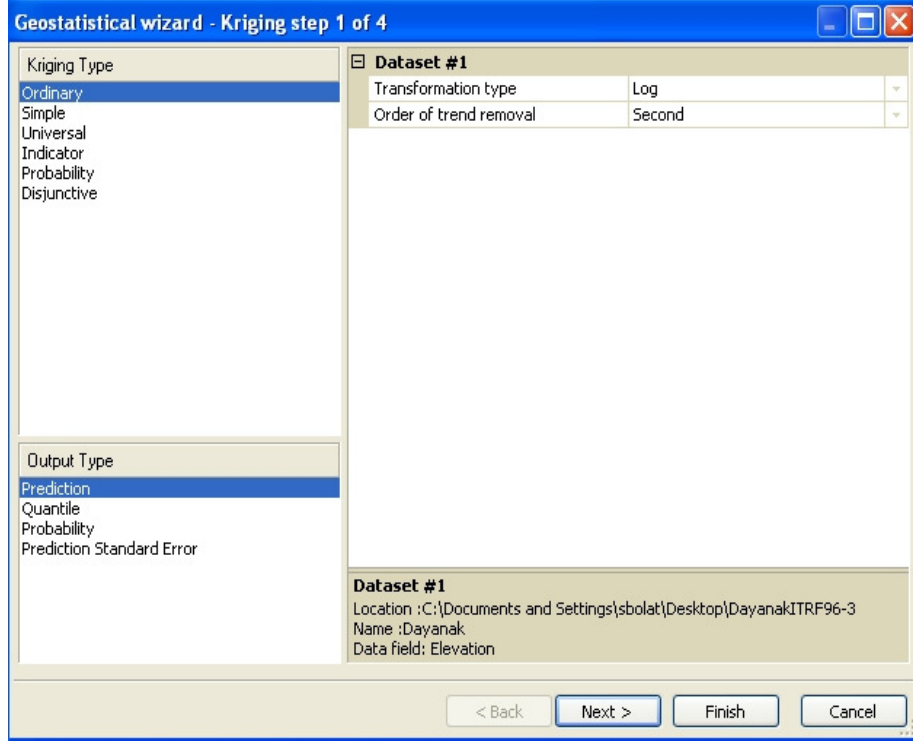 Geostatistical wizard - Kriging step 1 of 4
Kriging Type
Ordinary
Simple
Universal
Indicator
Probability
Disjunctive
Output Type
Prediction
Quantile
Probability
Prediction Standard Error
Dataset #1
Transformation type Log
Order of trend removal Second
Dataset #1
Location :C:\Documents and Settings\sbolat\Desktop\DayanakITRF96-3
Name :Dayanak
Data field: Elevation
< Back Next > Finish Cancel